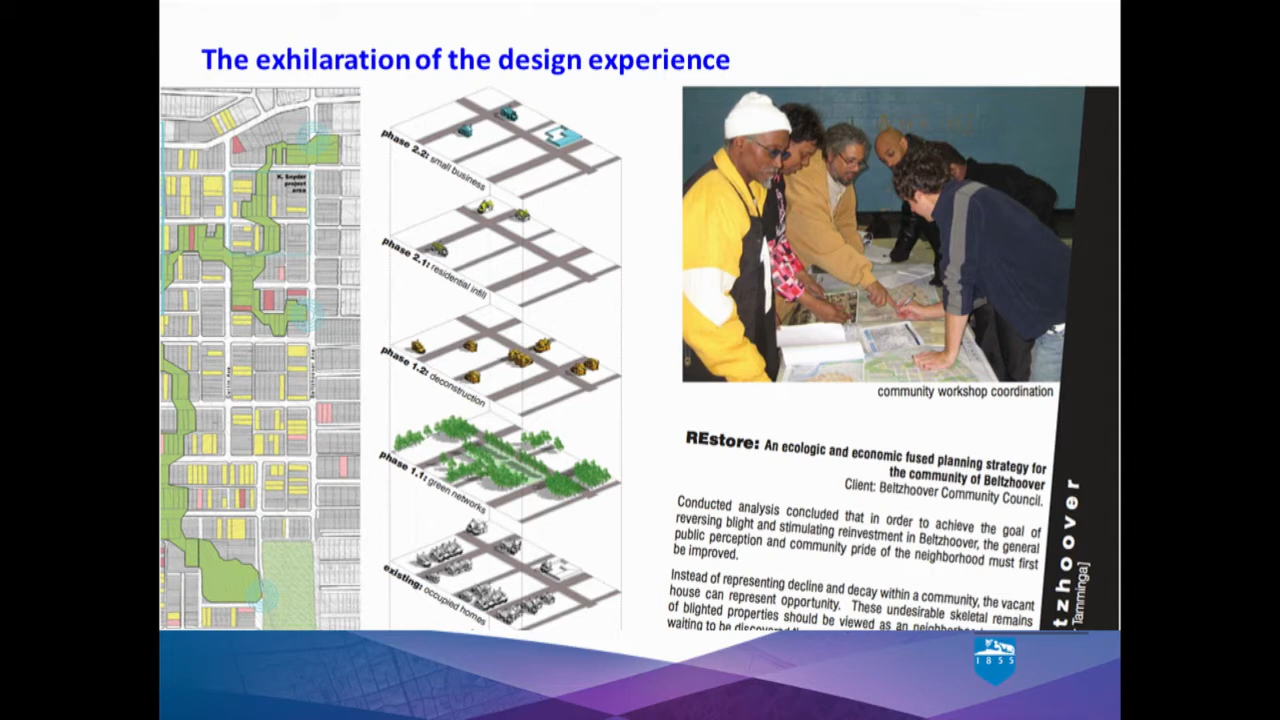 The exhilaration of the design experience
K. Snyder
project
area
phase 2.2: small business
phase 2.1: residential infill
phase 1.2: deconstruction
phase 1.1: green networks
existing: occupied homes
community workshop coordination
REstore: An ecologic and economic fused planning strategy for
the community of Beltzhoover
Client: Beltzhoover Community Council.
Conducted analysis concluded that in order to achieve the goal of
reversing blight and stimulating reinvestment in Beltzhoover, the general
public perception and community pride of the neighborhood must first
be improved.
Instead of representing decline and decay within a community, the vacant
house can represent opportunity. These undesirable skeletal remains
of blighted properties should be viewed as an
waiting to be
tzhoover
Tamminga]
1855